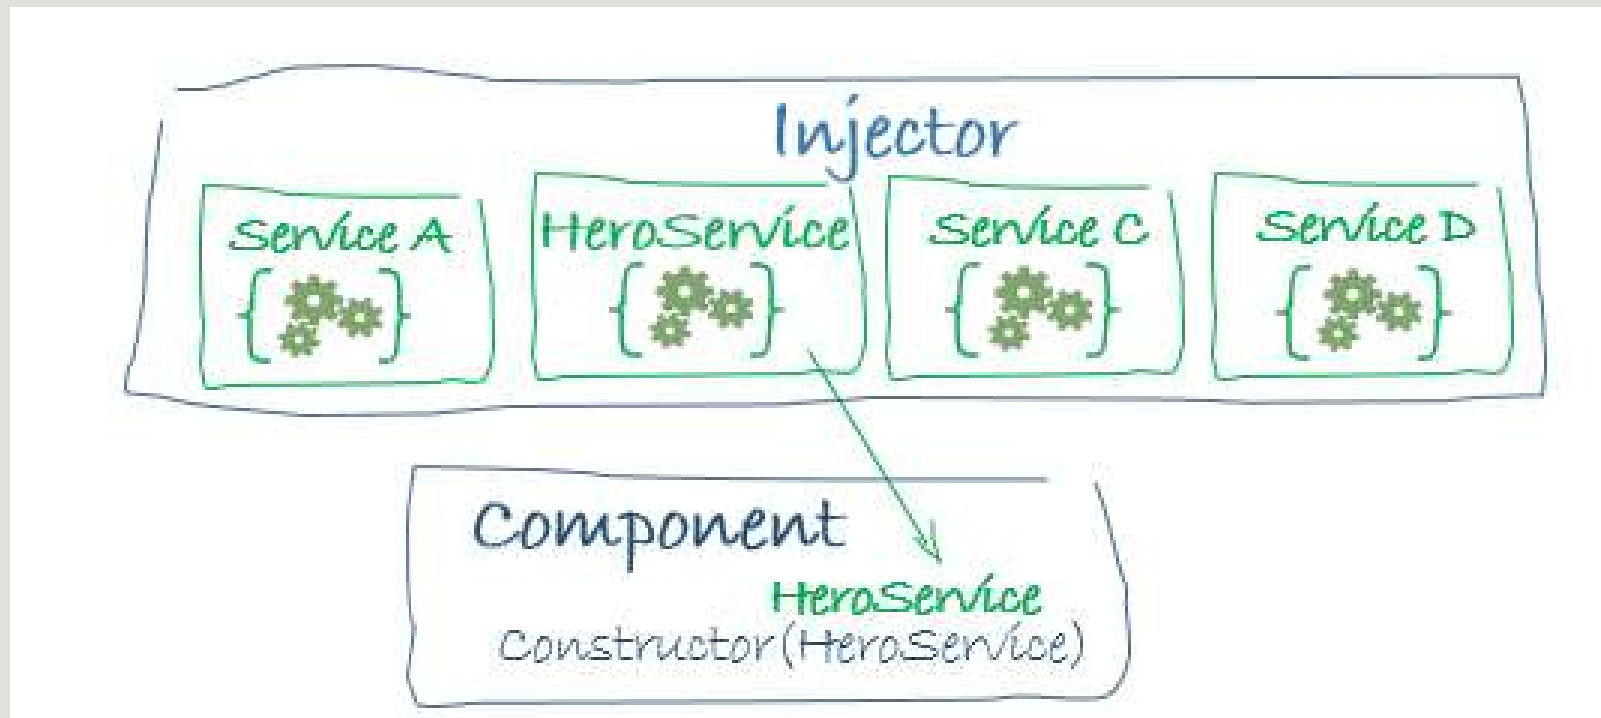 Injector
Service A HeroService Service C Service D
Component
HeroService
Constructor(HeroService)